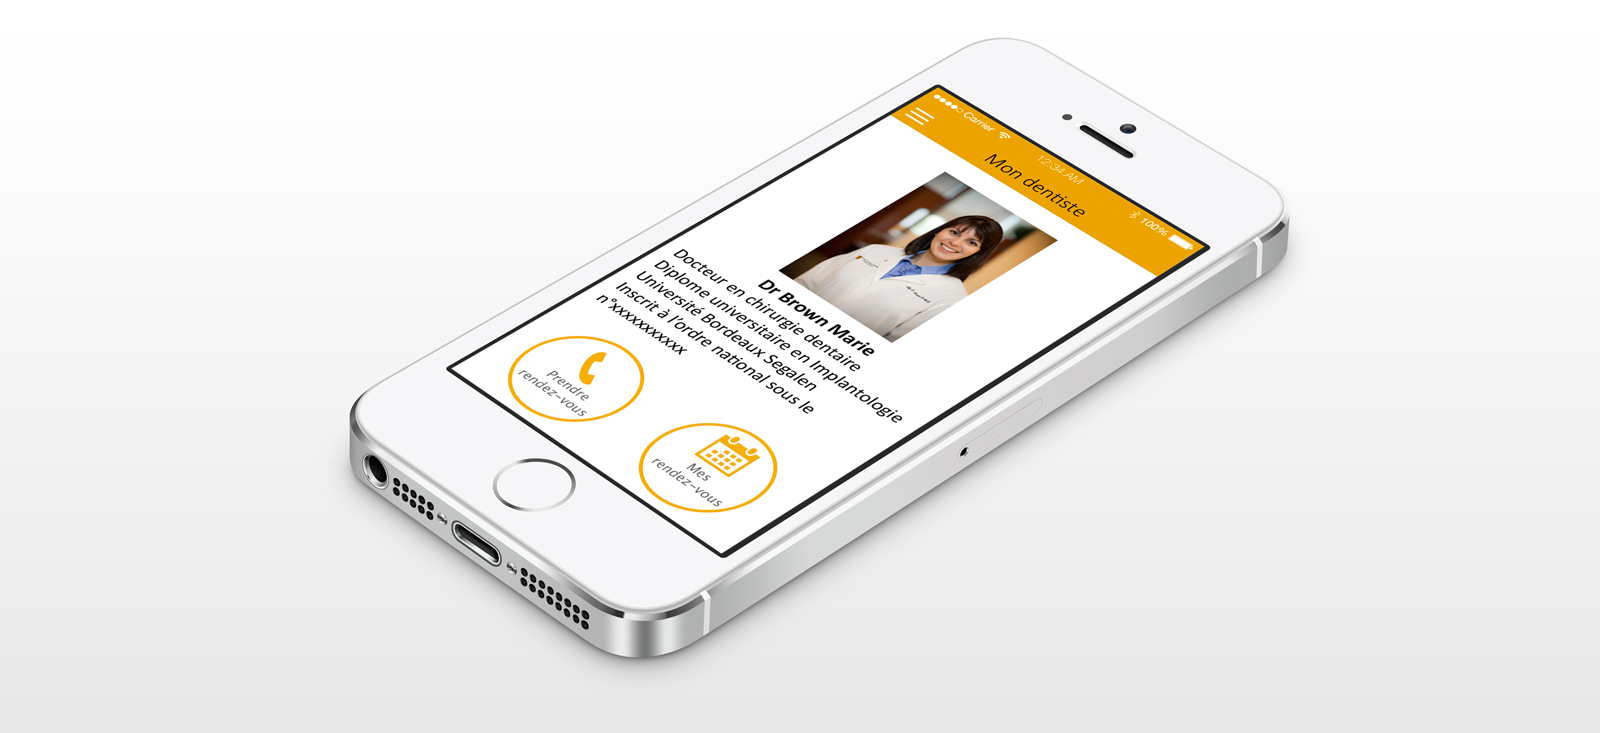 Carrier
12:34 AM
100%
Mon dentiste
Dr Brown Marie
Docteur en chirurgie dentaire
Diplome universitaire en Implantologie
Université Bordeaux Segalen
Inscrit à l'ordre national sous le
n°xxxxxxxxxxx
Prendre
rendez-vous
Mes
rendez-vous